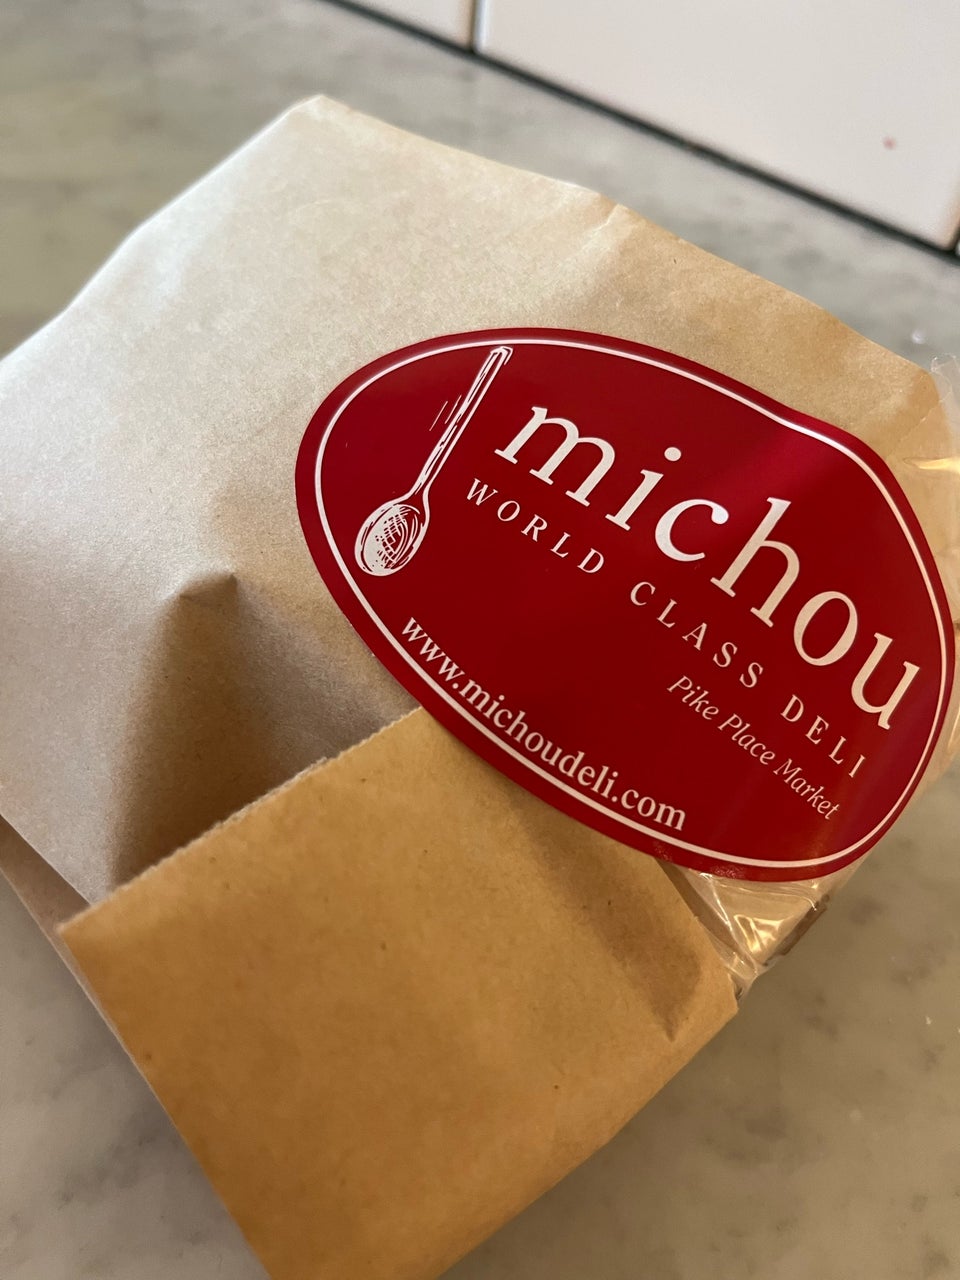 michou
WORLD CLASS DELI
Pike Place Market
www.michoudeli.com